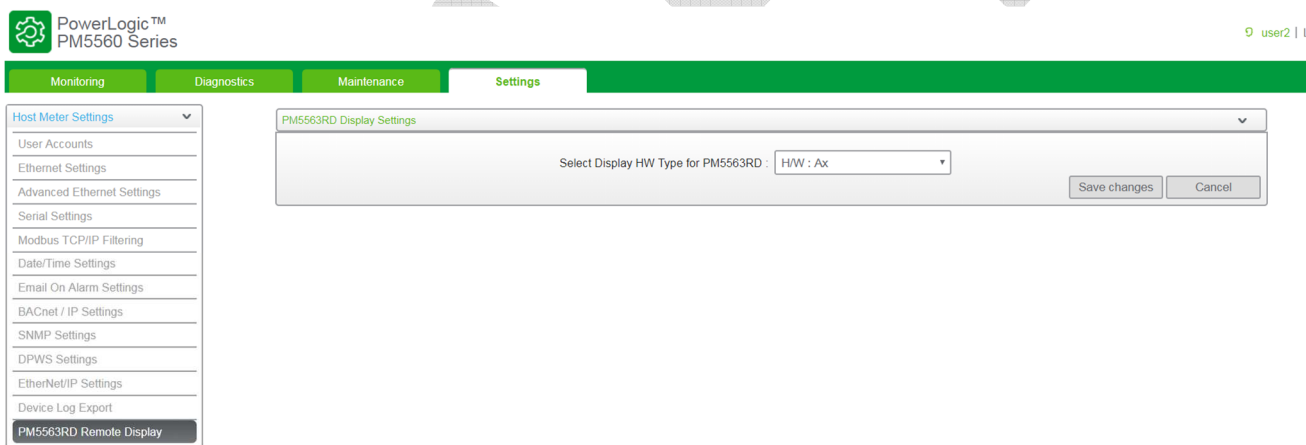 PowerLogic™
PM5560 Series
user2 |
Monitoring Diagnostics Maintenance Settings
Host Meter Settings
User Accounts
Ethernet Settings
Advanced Ethernet Settings
Serial Settings
Modbus TCP/IP Filtering
Date/Time Settings
Email On Alarm Settings
BACnet / IP Settings
SNMP Settings
DPWS Settings
EtherNet/IP Settings
Device Log Export
PM5563RD Remote Display
PM5563RD Display Settings
Select Display HW Type for PM5563RD : H/W : Ax
Save changes Cancel